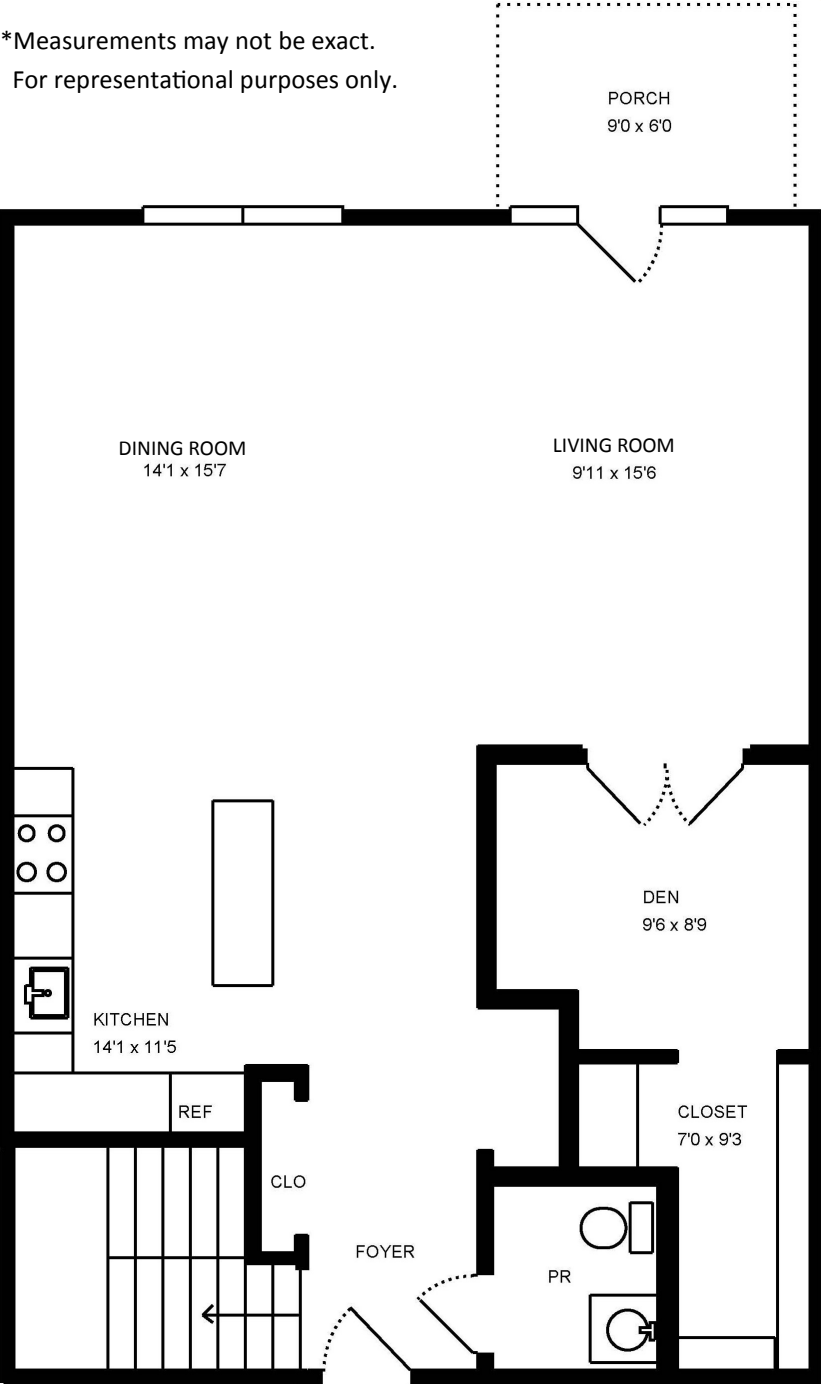 *Measurements may not be exact.
For representational purposes only.
PORCH
9'0 x 6'0
DINING ROOM
14'1 x 15'7
LIVING ROOM
9'11 x 15'6
DEN
9'6 x 8'9
KITCHEN
14'1 x 11'5
REF
CLOSET
7'0 x 9'3
CLO
FOYER
PR